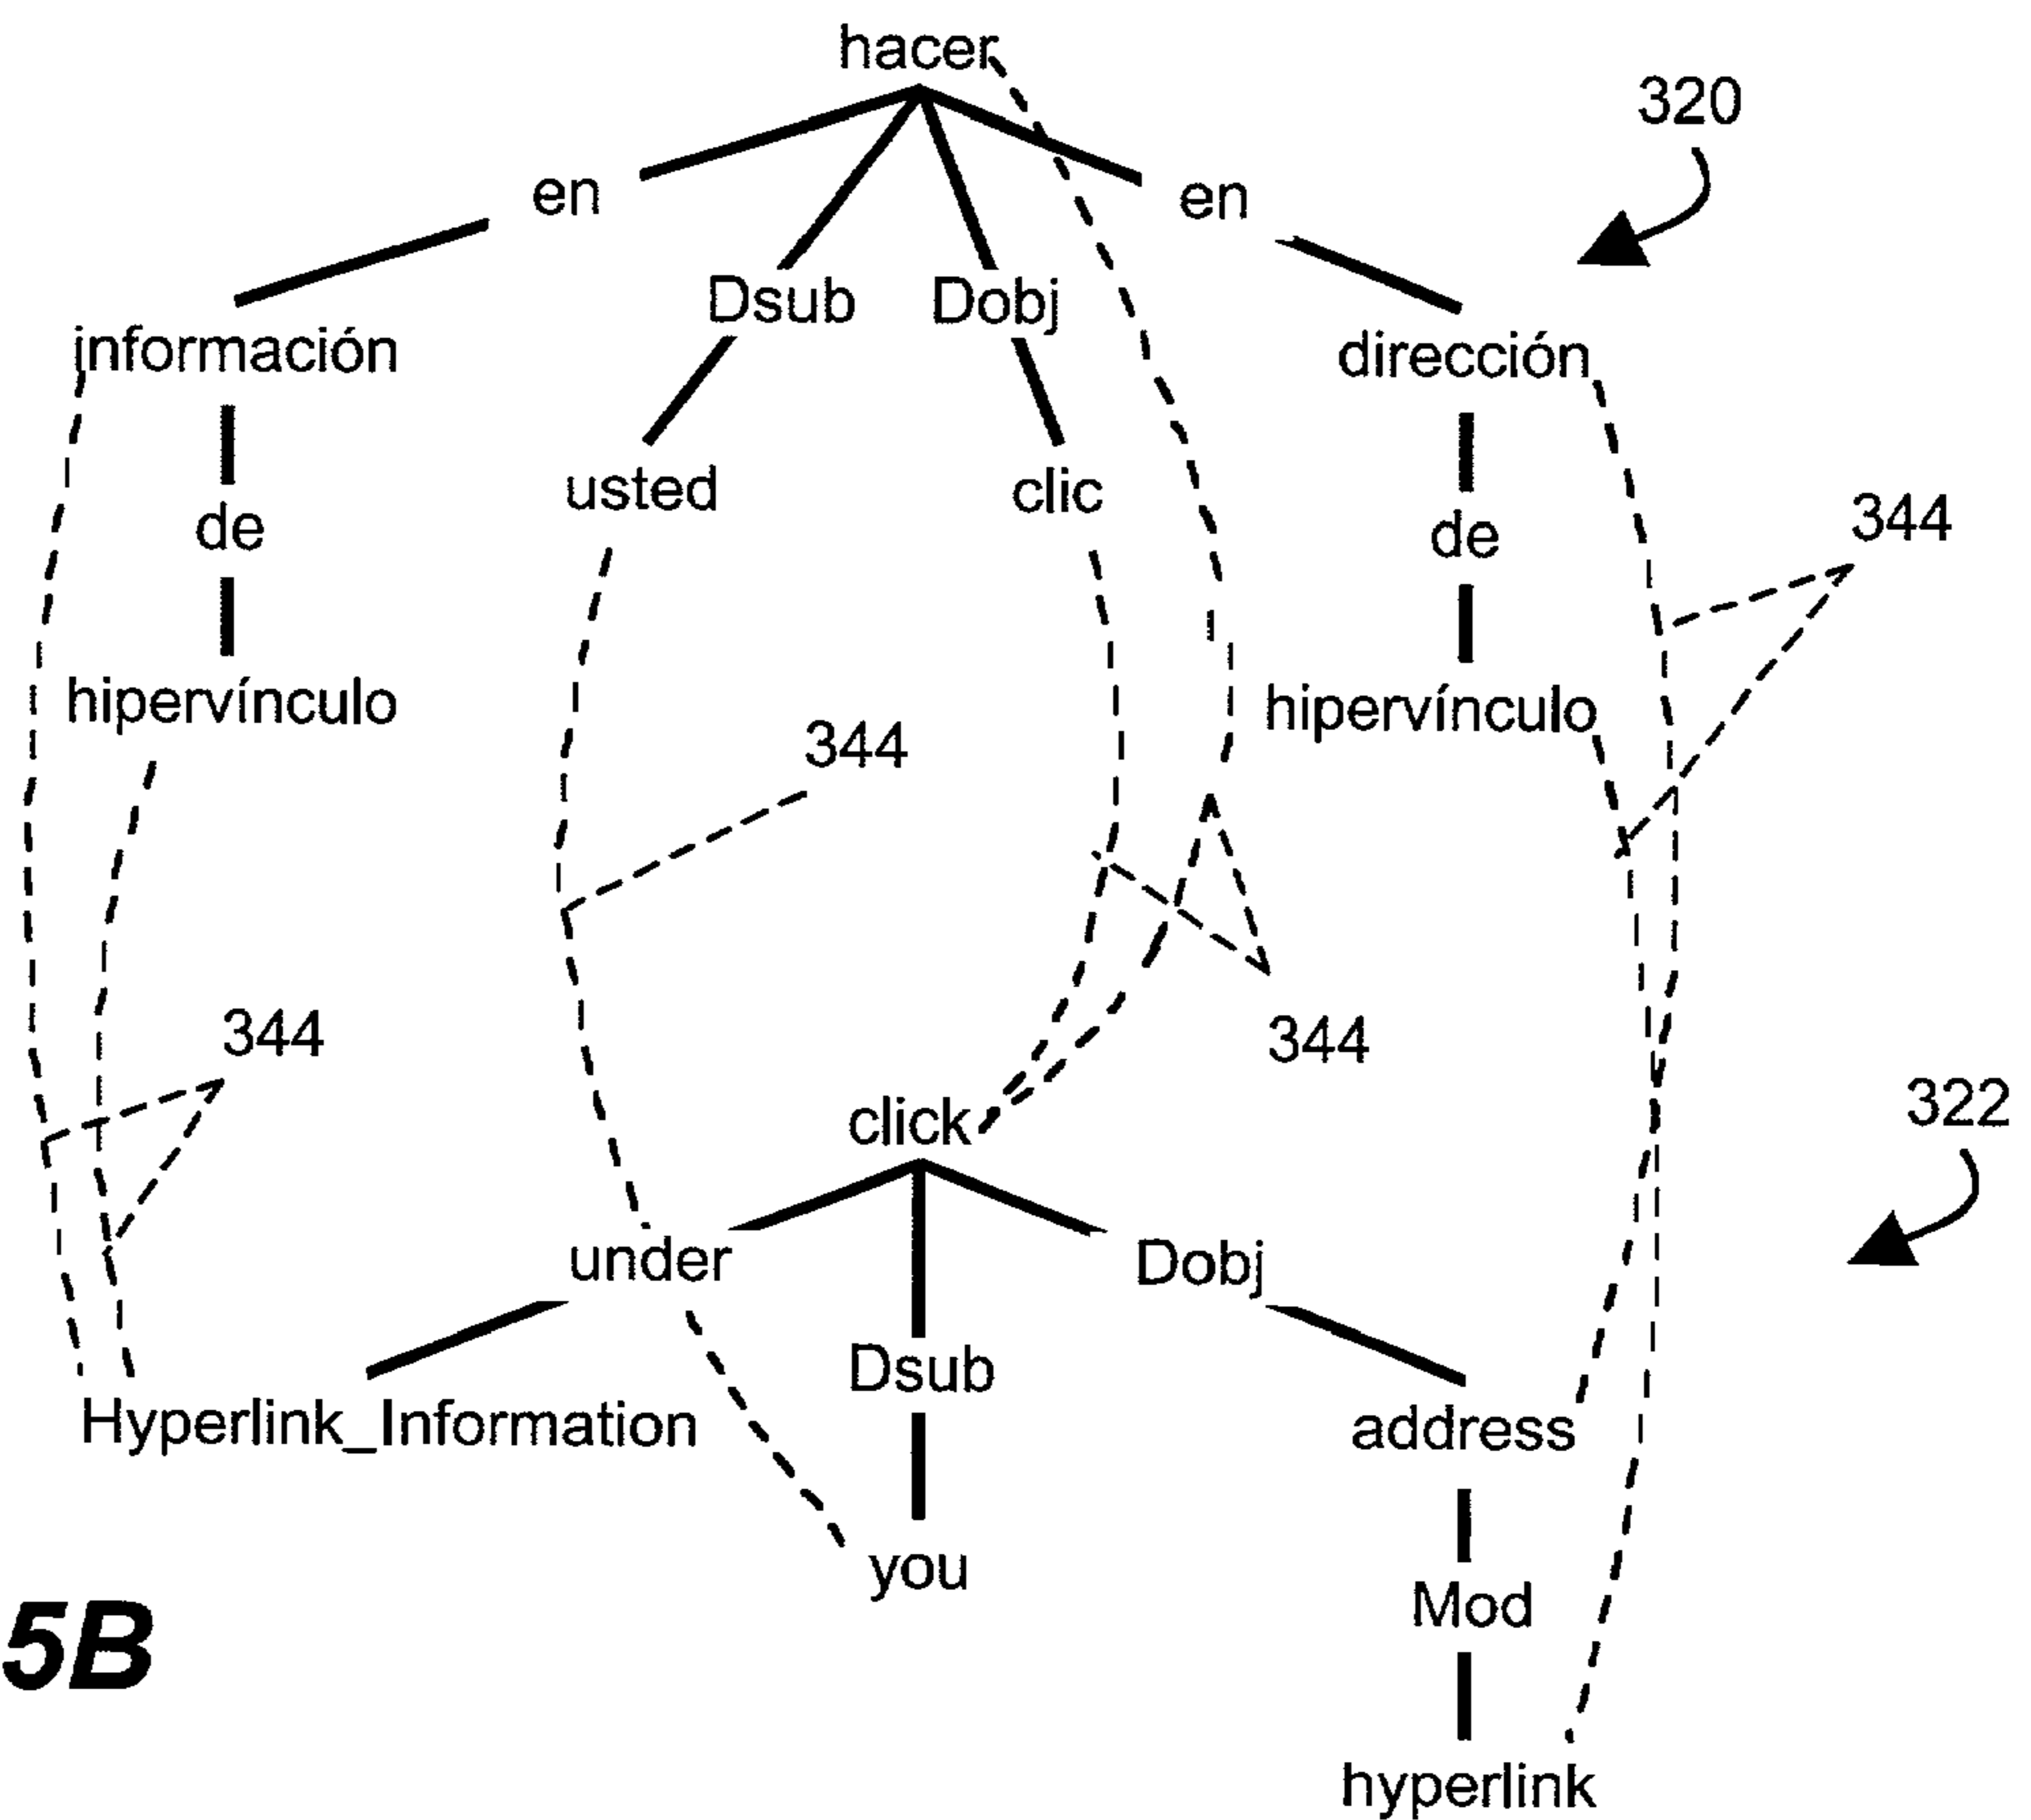 hacer
320
en en
Dsub Dobj
información dirección
usted clic
344
de de
hipervínculo hipervínculo
344
344 344
click
322
under Dobj
Dsub
Hyperlink_Information address
you
Mod
5B
hyperlink